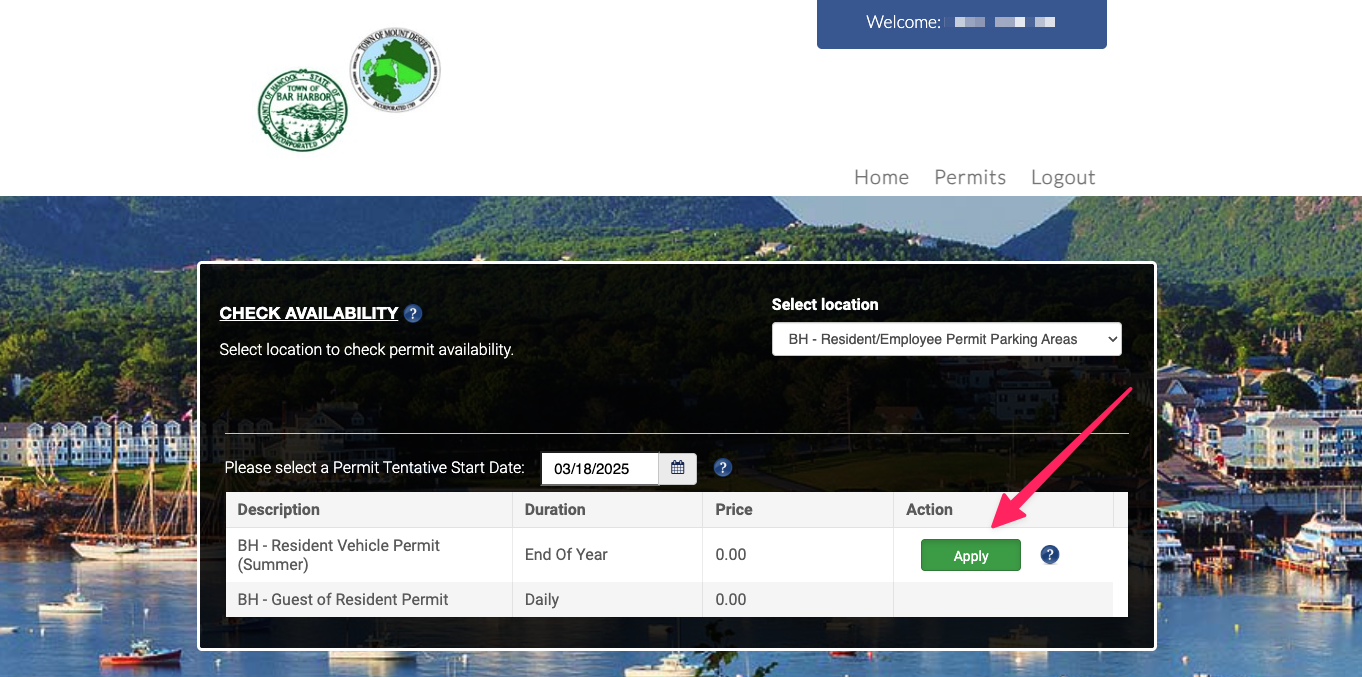 Welcome:
TOWN OF MOUNT DESERT
INCORPORATED 1789
COUNTY OF HANCOCK · STATE OF MAINE
TOWN OF
BAR HARBOR
INCORPORATED 1796
Home Permits Logout
CHECK AVAILABILITY ?
Select location
Select location to check permit availability.
BH - Resident/Employee Permit Parking Areas
Please select a Permit Tentative Start Date: 03/18/2025 ?
Description Duration Price Action
BH - Resident Vehicle Permit
(Summer) End Of Year 0.00 Apply ?
BH - Guest of Resident Permit Daily 0.00